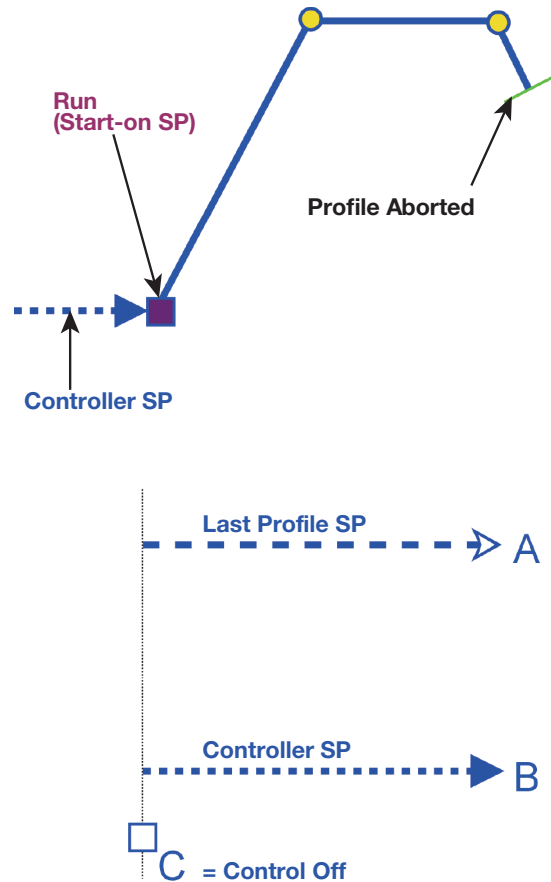 Run
(Start-on SP)
Profile Aborted
Controller SP
Last Profile SP
A
Controller SP
B
C = Control Off